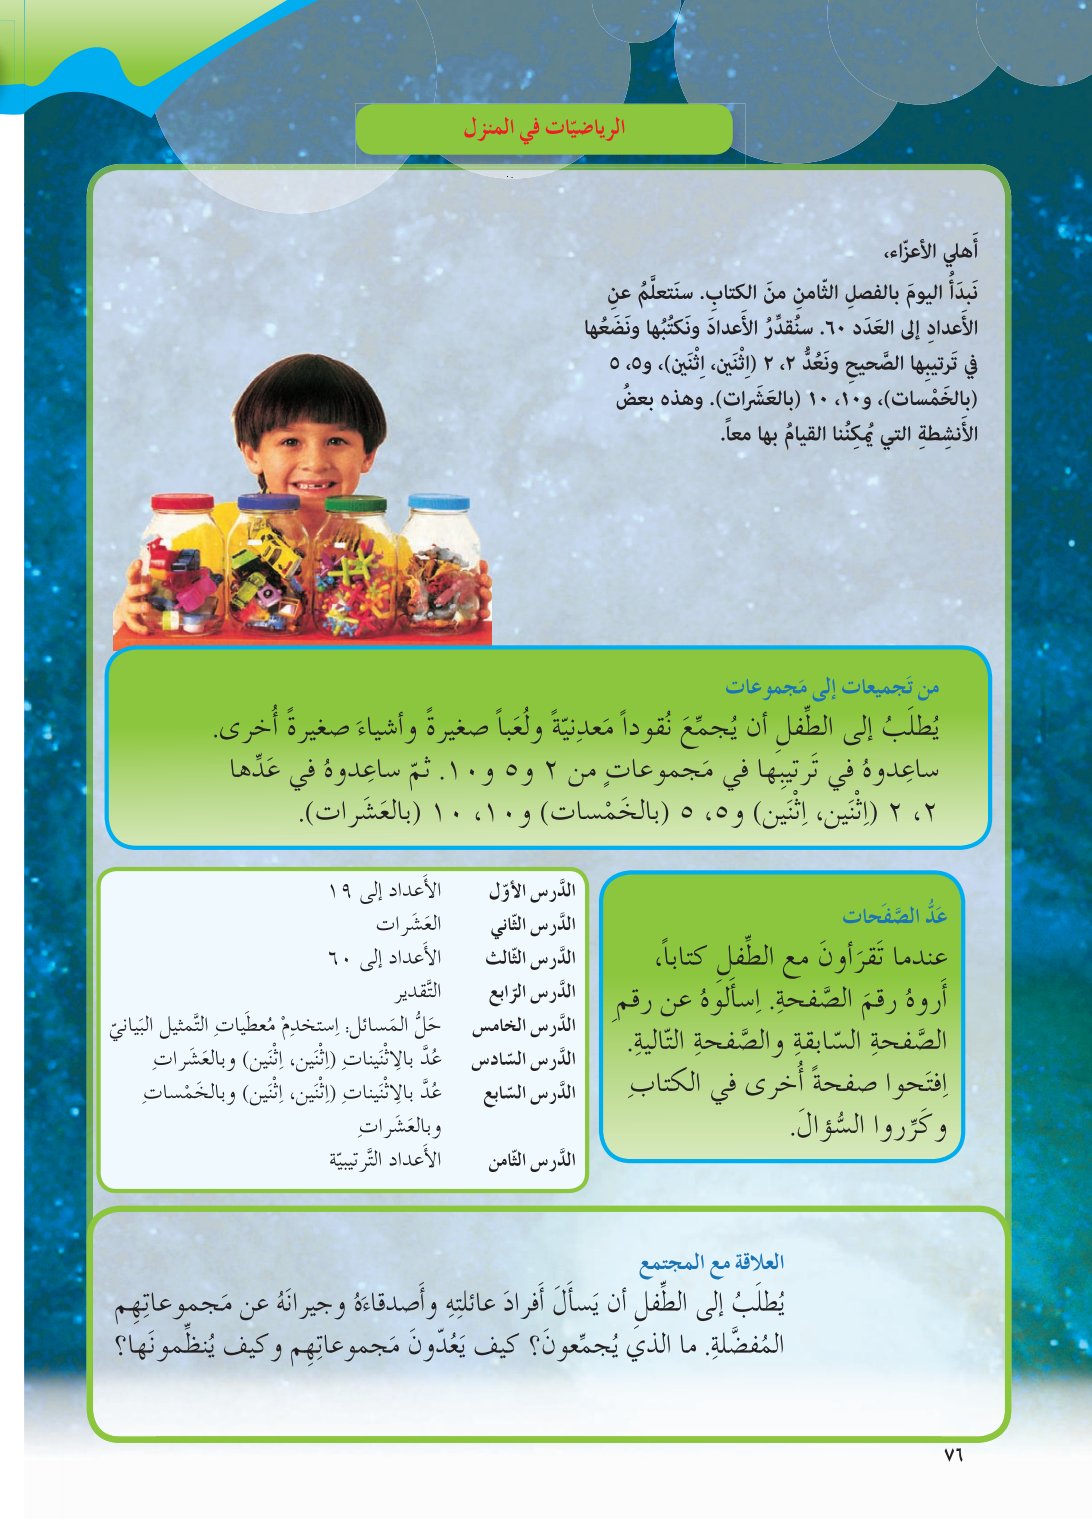 الرياضيّات في المنزل
أَهلي الأعزّاء،
نَبدَأُ اليومَ بالفصلِ الثّامنِ منَ الكتابِ. سنَتعلَّمُ عنِ
الأَعدادِ إلى العَدَد ٦٠. سنُقدِّرُ الأَعدادَ ونَكتُبُها ونَضَعُها
في تَرتيبِها الصَّحيحِ ونَعُدُّ ٢، ٢ (اِثْنَين، اِثْنَين)، و٥، ٥
(بالخَمْسات)، و١٠، ١٠ (بالعَشَرات). وهذه بعضُ
الأَنشِطةِ التي يُمكِنُنا القيامُ بها معاً.
من تَجميعات إلى مَجموعات
يُطلَبُ إلى الطِّفلِ أن يُجمِّعَ نُقوداً مَعدِنيّةً ولُعَباً صغيرةً وأشياءَ صغيرةً أُخرى.
ساعِدوهُ في تَرتيبِها في مَجموعاتٍ من ٢ و٥ و١٠. ثمّ ساعِدوهُ في عَدِّها
٢، ٢ (اِثْنَين، اِثْنَين) و٥، ٥ (بالخَمْسات) و١٠، ١٠ (بالعَشَرات).
عَدُّ الصَّفَحات
عندما تَقرَأونَ مع الطِّفلِ كتاباً،
أَروهُ رقمَ الصَّفحةِ. اِسأَلوهُ عن رقمِ
الصَّفحةِ السّابقةِ والصَّفحةِ التّاليةِ.
اِفتَحوا صفحةً أُخرى في الكتابِ
وكَرِّروا السُّؤالَ.
الدَّرس الأوّل الأَعداد إلى ١٩
الدَّرس الثّاني العَشَرات
الدَّرس الثّالث الأَعداد إلى ٦٠
الدَّرس الرّابع التَّقدير
الدَّرس الخامس حَلُّ المَسائل: اِستخدِمْ مُعطَياتِ التَّمثيل البَيانيّ
الدَّرس السّادس عُدَّ بالِاثْنَينات (اِثْنَين، اِثْنَين) وبالعَشَراتِ
الدَّرس السّابع عُدَّ بالِاثْنَينات (اِثْنَين، اِثْنَين) وبالخَمْساتِ
وبالعَشَراتِ
الدَّرس الثّامن الأَعداد التَّرتيبيّة
العلاقة مع المجتمع
يُطلَبُ إلى الطِّفلِ أن يَسأَلَ أَفرادَ عائلتِهِ وأَصدقاءَهُ وجيرانَهُ عن مَجموعاتِهِم
المُفضَّلةِ. ما الذي يُجمِّعونَ؟ كيف يَعُدّونَ مَجموعاتِهِم وكيف يُنظِّمونَها؟
٧٦